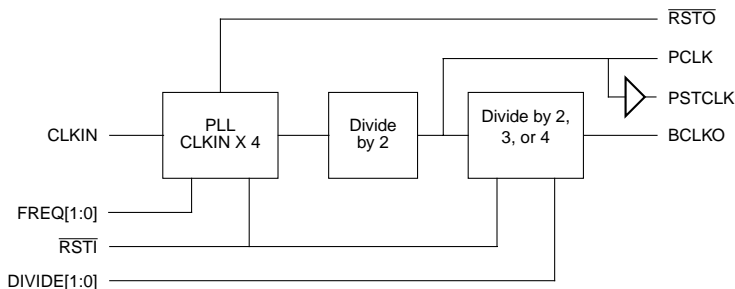 RSTO
PCLK
PSTCLK
CLKIN
PLL
CLKIN X 4
Divide
by 2
Divide by 2,
3, or 4
BCLKO
FREQ[1:0]
RSTI
DIVIDE[1:0]